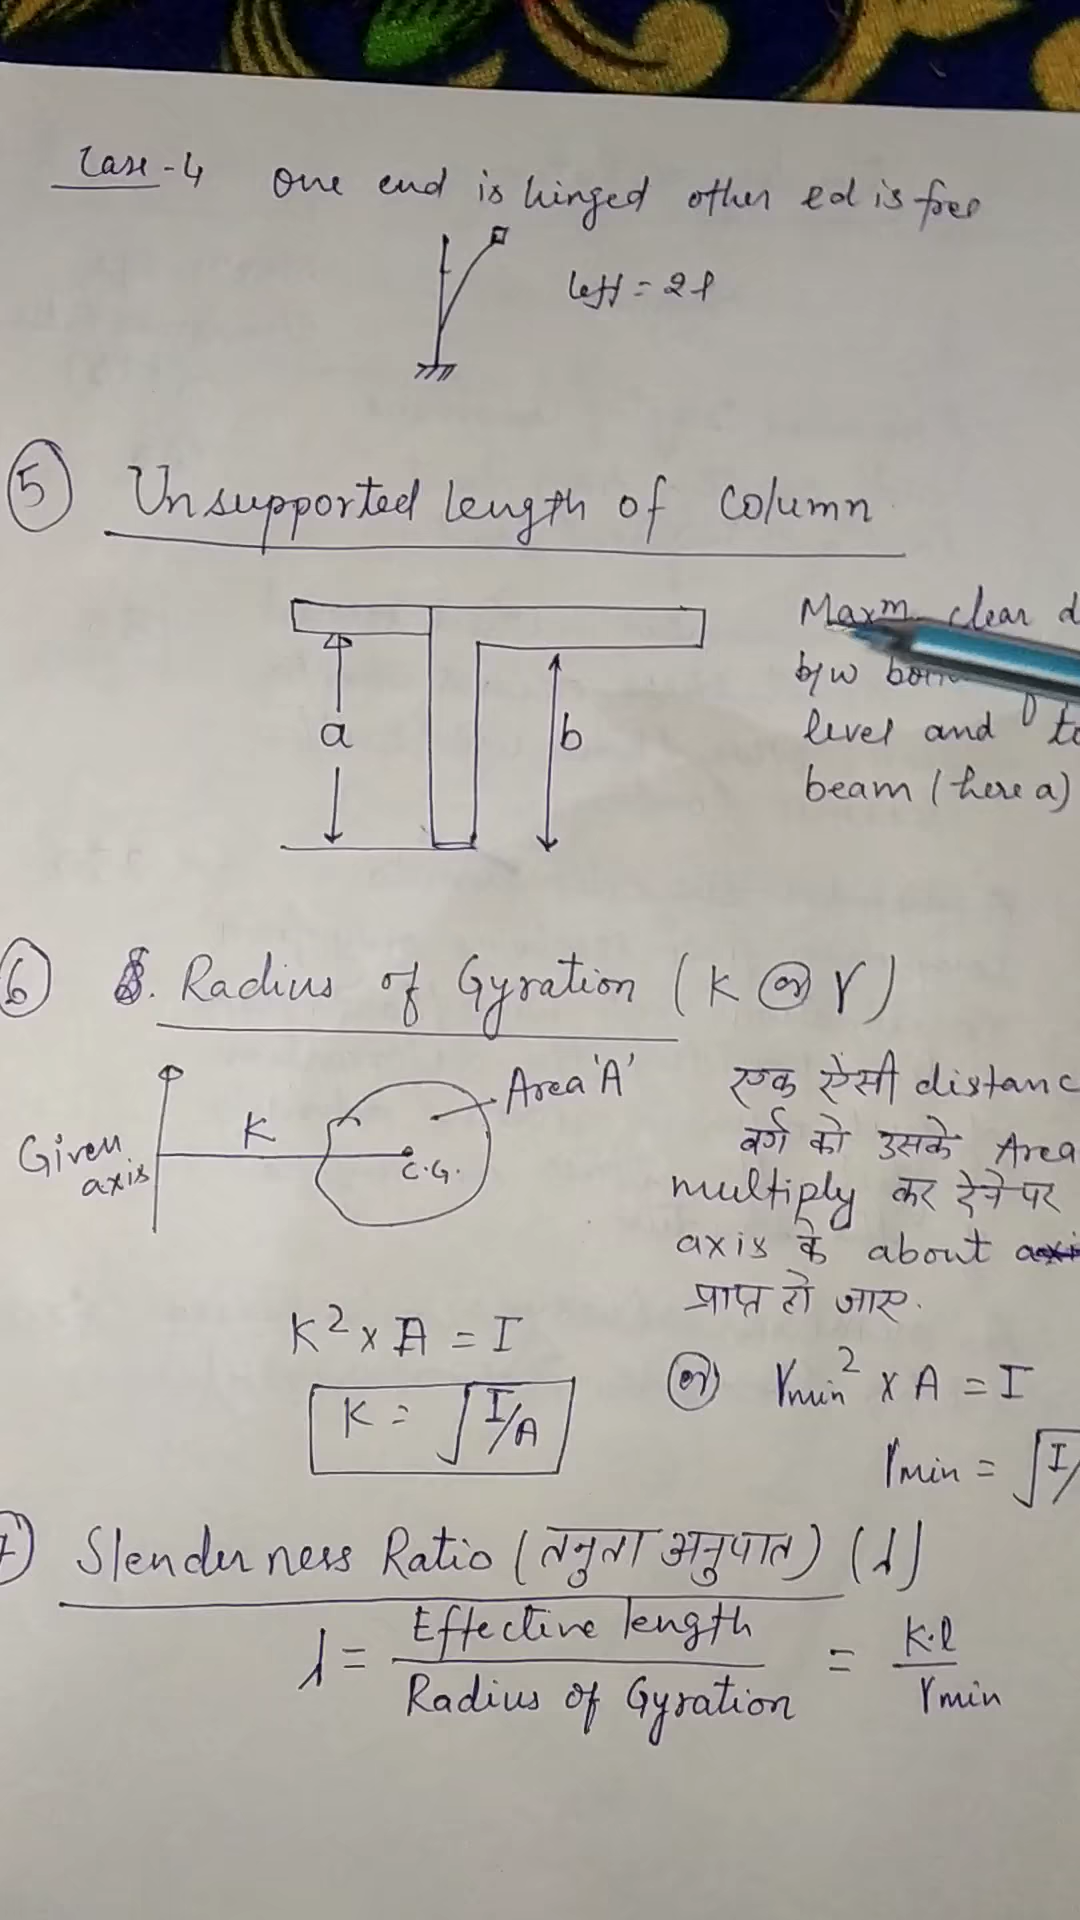 Case-4 One end is hinged other ed is free
leff = 2l
5 Unsupported length of column
Maxm clear
b/w
level and
beam (here a)
a
b
6 Radius of Gyration (K or r)
Area 'A'
K
Given
axis
C.G.
एक ऐसी distanc
वर्ग को उसके Area
multiply कर देने पर
axis के about
प्राप्त हो जाए.
K² x A = I
K = √I/A
or rmin² x A = I
rmin = √I/
Slenderness Ratio (तनुता अनुपात) (λ)
λ = Effective length / Radius of Gyration = K.l / rmin